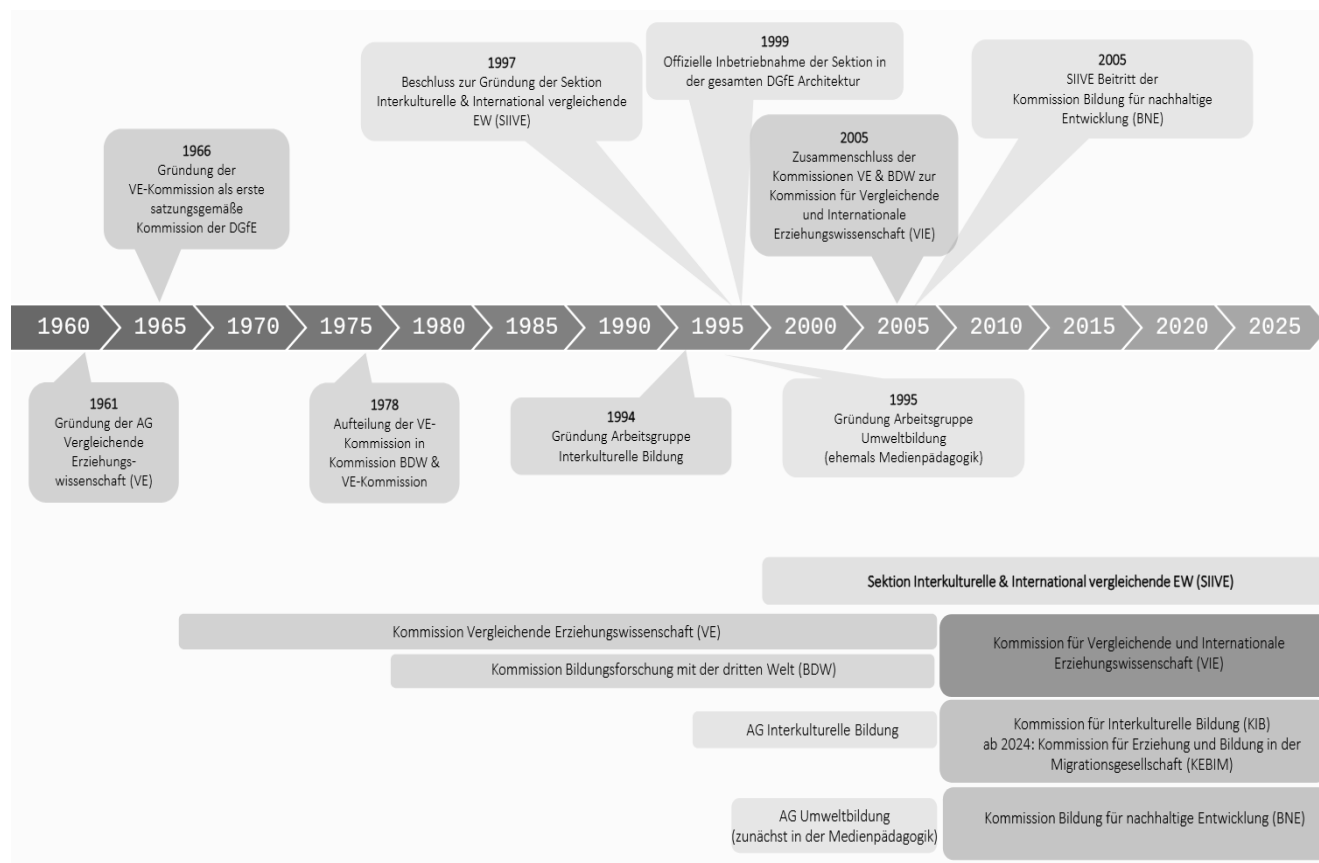 1997
Beschluss zur Gründung der Sektion
Interkulturelle & International vergleichende
EW (SIIVE)
1999
Offizielle Inbetriebnahme der Sektion in
der gesamten DGfE Architektur
2005
SIIVE Beitritt der
Kommission Bildung für nachhaltige
Entwicklung (BNE)
1966
Gründung der
VE-Kommission als erste
satzungsgemäße
Kommission der DGfE
2005
Zusammenschluss der
Kommissionen VE & BDW zur
Kommission für Vergleichende
und Internationale
Erziehungswissenschaft (VIE)
1960 1965 1970 1975 1980 1985 1990 1995 2000 2005 2010 2015 2020 2025
1961
Gründung der AG
Vergleichende
Erziehungs-
wissenschaft (VE)
1978
Aufteilung der VE-
Kommission in
Kommission BDW &
VE-Kommission
1994
Gründung Arbeitsgruppe
Interkulturelle Bildung
1995
Gründung Arbeitsgruppe
Umweltbildung
(ehemals Medienpädagogik)
Sektion Interkulturelle & International vergleichende EW (SIIVE)
Kommission Vergleichende Erziehungswissenschaft (VE)
Kommission Bildungsforschung mit der dritten Welt (BDW)
Kommission für Vergleichende und Internationale
Erziehungswissenschaft (VIE)
AG Interkulturelle Bildung
Kommission für Interkulturelle Bildung (KIB)
ab 2024: Kommission für Erziehung und Bildung in der
Migrationsgesellschaft (KEBIM)
AG Umweltbildung
(zunächst in der Medienpädagogik)
Kommission Bildung für nachhaltige Entwicklung (BNE)